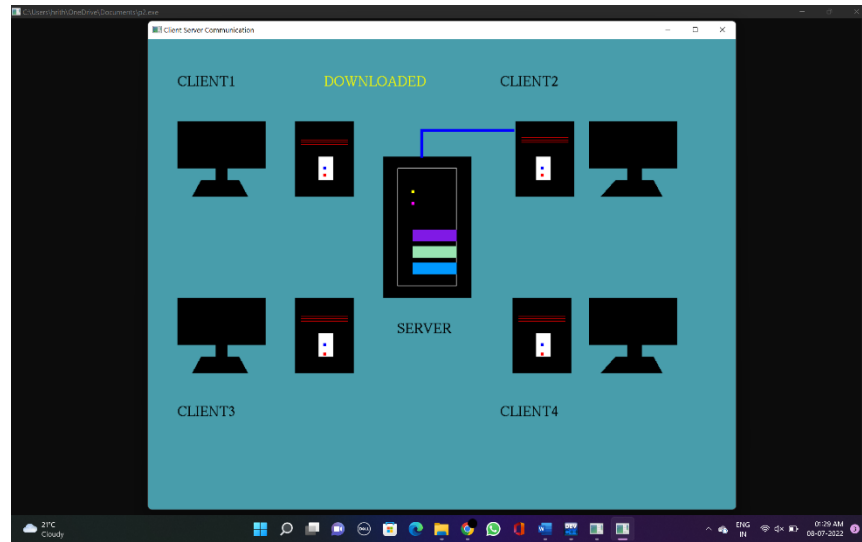 C:\Users\hrith\OneDrive\Documents\p2.exe
Client Server Communication
CLIENT1
DOWNLOADED
CLIENT2
SERVER
CLIENT3
CLIENT4
21°C
Cloudy
ENG
IN
01:29 AM
08-07-2022